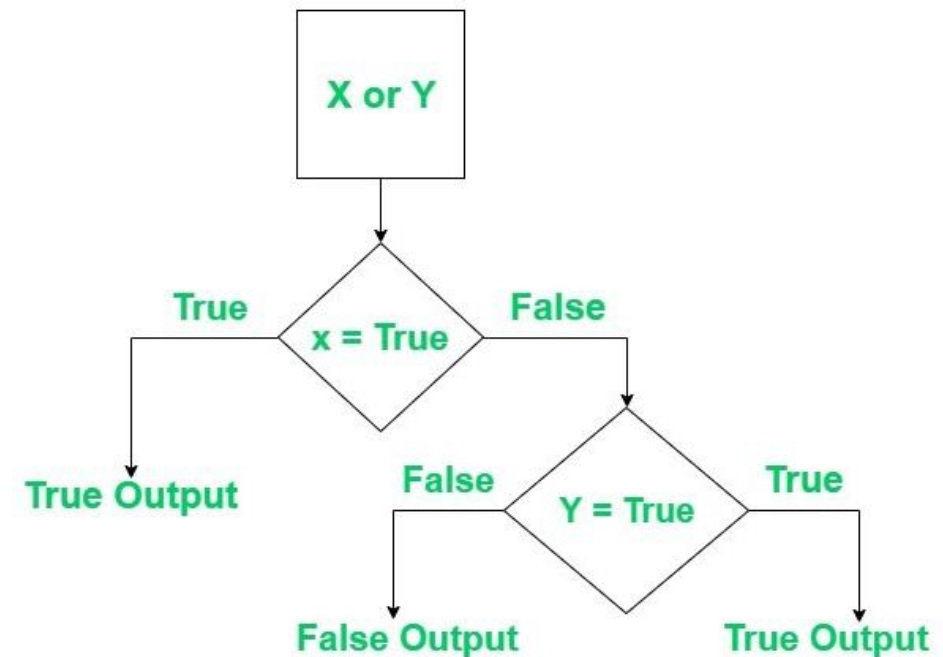 X or Y
True
False
x = True
False
True
True Output
Y = True
False Output
True Output